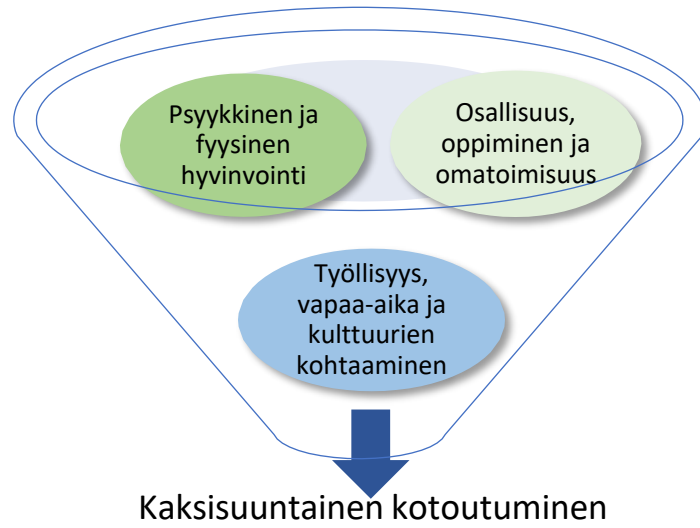 Psyykkinen ja
fyysinen
hyvinvointi
Osallisuus,
oppiminen ja
omatoimisuus
Työllisyys,
vapaa-aika ja
kulttuurien
kohtaaminen
Kaksisuuntainen kotoutuminen